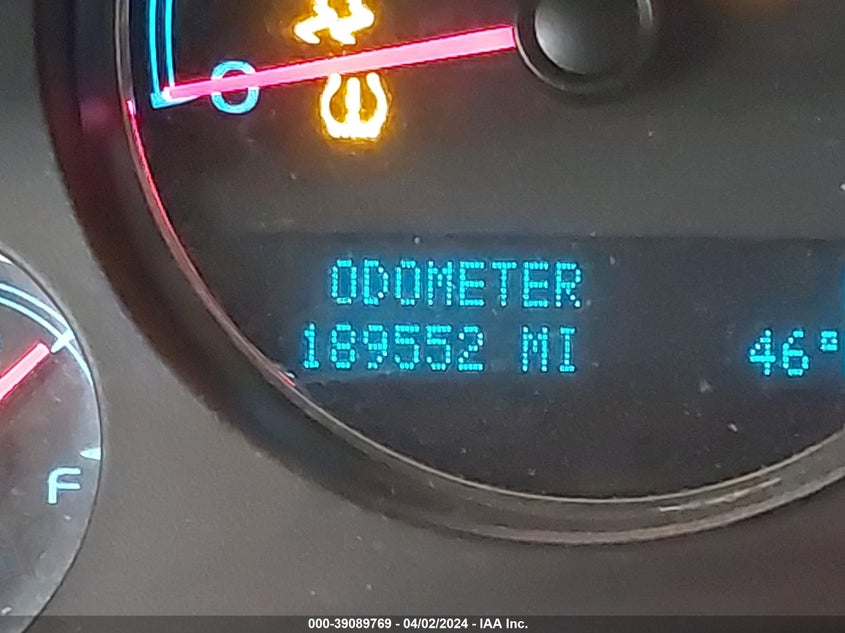 0
ODOMETER
189552 MI
46°
F
000-39089769 - 04/02/2024 - IAA Inc.